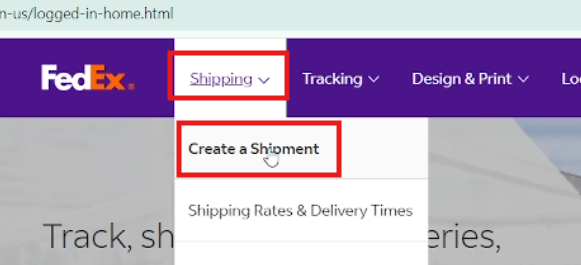 n-us/logged-in-home.html
FedEx. Shipping Tracking Design & Print Lo
Create a Shipment
Shipping Rates & Delivery Times
Track, sh eries,